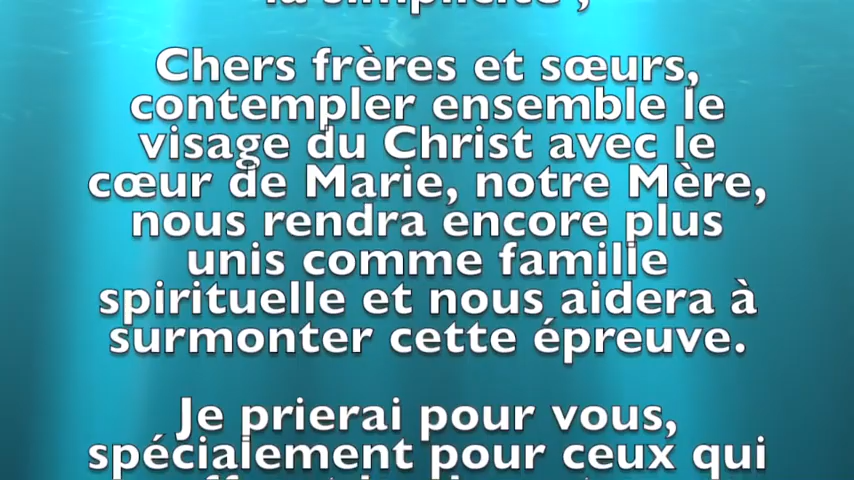 la simplicité ;
Chers frères et sœurs,
contempler ensemble le
visage du Christ avec le
cœur de Marie, notre Mère,
nous rendra encore plus
unis comme famille
spirituelle et nous aidera à
surmonter cette épreuve.
Je prierai pour vous,
spécialement pour ceux qui